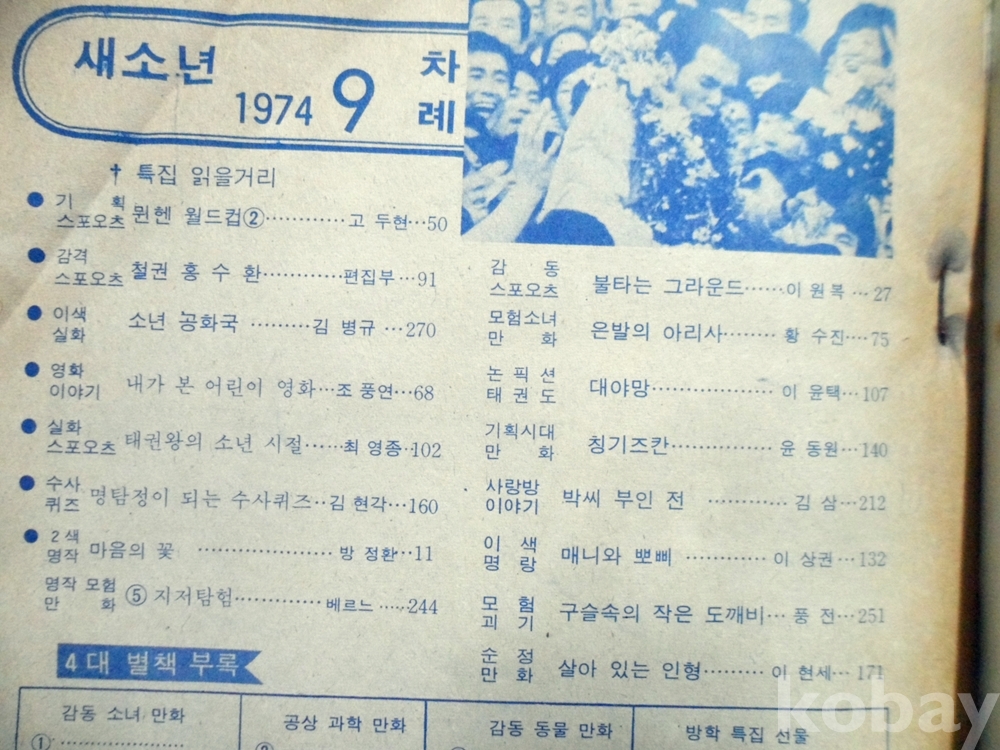 새소년
1974 9
차례
† 특집 읽을거리
● 기획 스포오츠 뮌헨 월드컵②············고 두현···50
● 감격 스포오츠 철권 홍 수 환············편집부···91
● 이색 실화 소년 공화국 ·········김 병규···270
● 영화 이야기 내가 본 어린이 영화···조 풍연···68
● 실화 스포오츠 태권왕의 소년 시절······최 영종··102
● 수사 퀴즈 명탐정이 되는 수사퀴즈··김 현각···160
● 2색 명작 마음의 꽃 ··················방 정환···11
명작 모험 만화 ⑤ 지저탐험·············베르느······244
감동 스포오츠 불타는 그라운드······이 원복···27
모험소녀 만화 은발의 아리사········황 수진···75
논픽션 태권도 대야망··················이 윤택···107
기획시대 만화 칭기즈칸············윤 동원···140
사랑방 이야기 박씨 부인 전 ············김 삼···212
이색 명랑 매니와 뽀삐 ············이 상권···132
모험 괴기 구슬속의 작은 도깨비···풍 전···251
순정 만화 살아 있는 인형·········이 현세···171
4대 별책 부록
감동 소녀 만화
공상 과학 만화
감동 동물 만화
방학 특집 선물
①
kobay